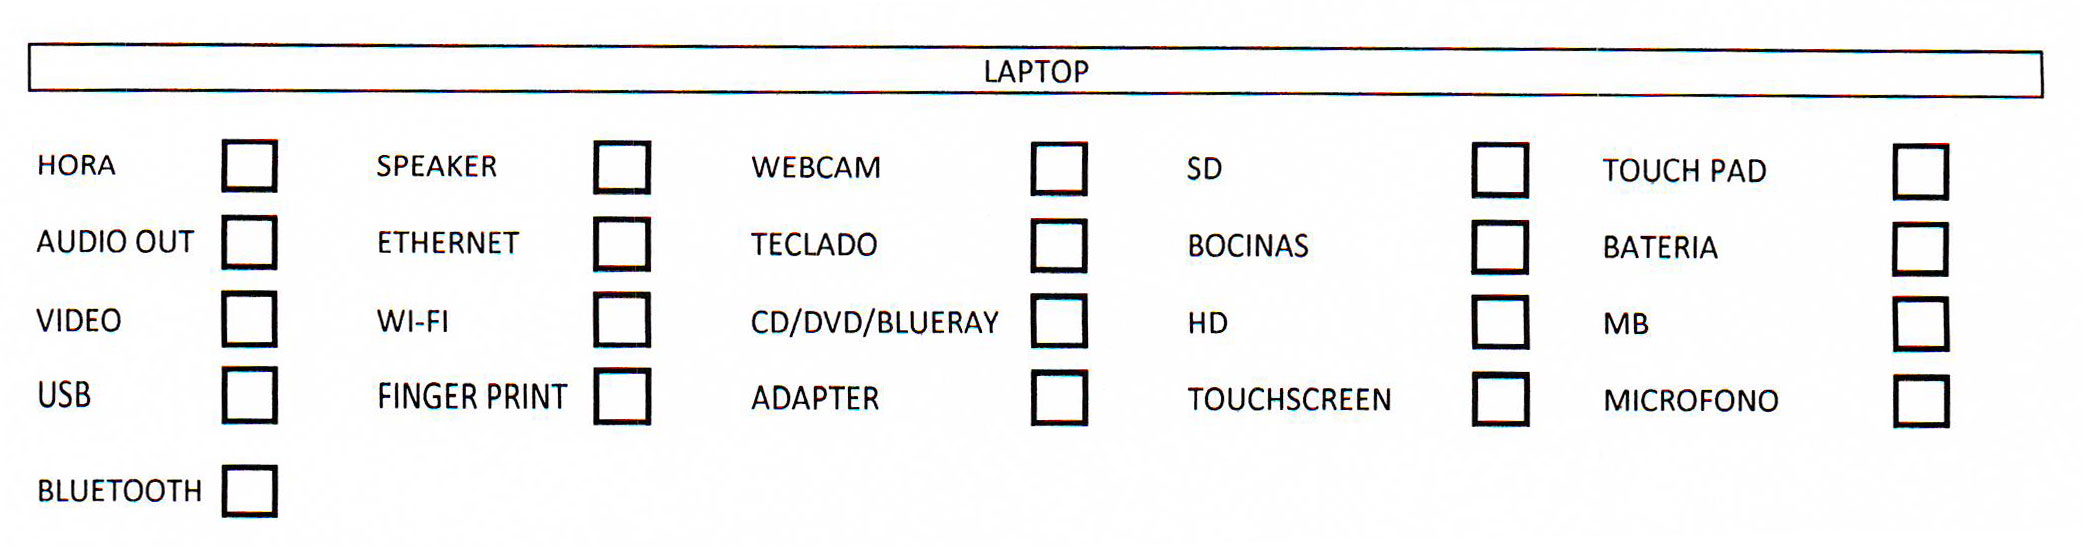 LAPTOP
HORA SPEAKER WEBCAM SD TOUCH PAD
AUDIO OUT ETHERNET TECLADO BOCINAS BATERIA
VIDEO WI-FI CD/DVD/BLUERAY HD MB
USB FINGER PRINT ADAPTER TOUCHSCREEN MICROFONO
BLUETOOTH